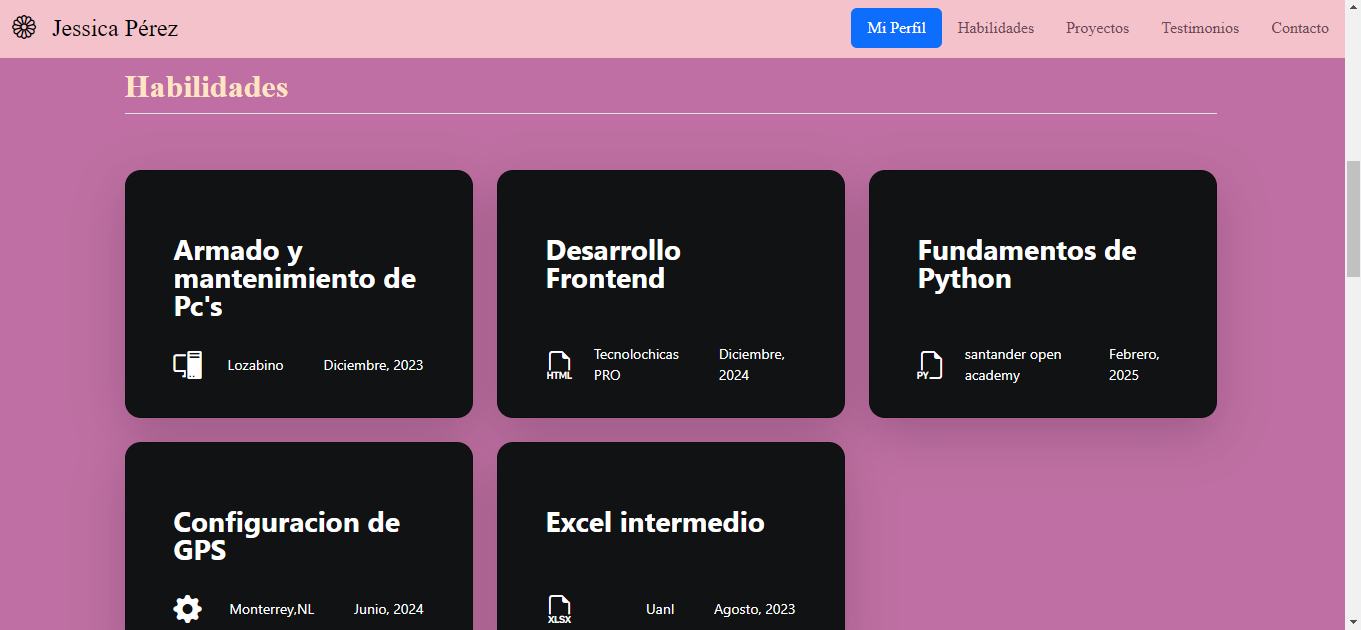 Jessica Pérez
Mi Perfil
Habilidades
Proyectos
Testimonios
Contacto
Habilidades
Armado y
mantenimiento de
Pc's
Lozabino
Diciembre, 2023
Desarrollo
Frontend
HTML
Tecnolochicas
PRO
Diciembre,
2024
Fundamentos de
Python
PY
santander open
academy
Febrero,
2025
Configuracion de
GPS
Monterrey,NL
Junio, 2024
Excel intermedio
XLSX
Uanl
Agosto, 2023